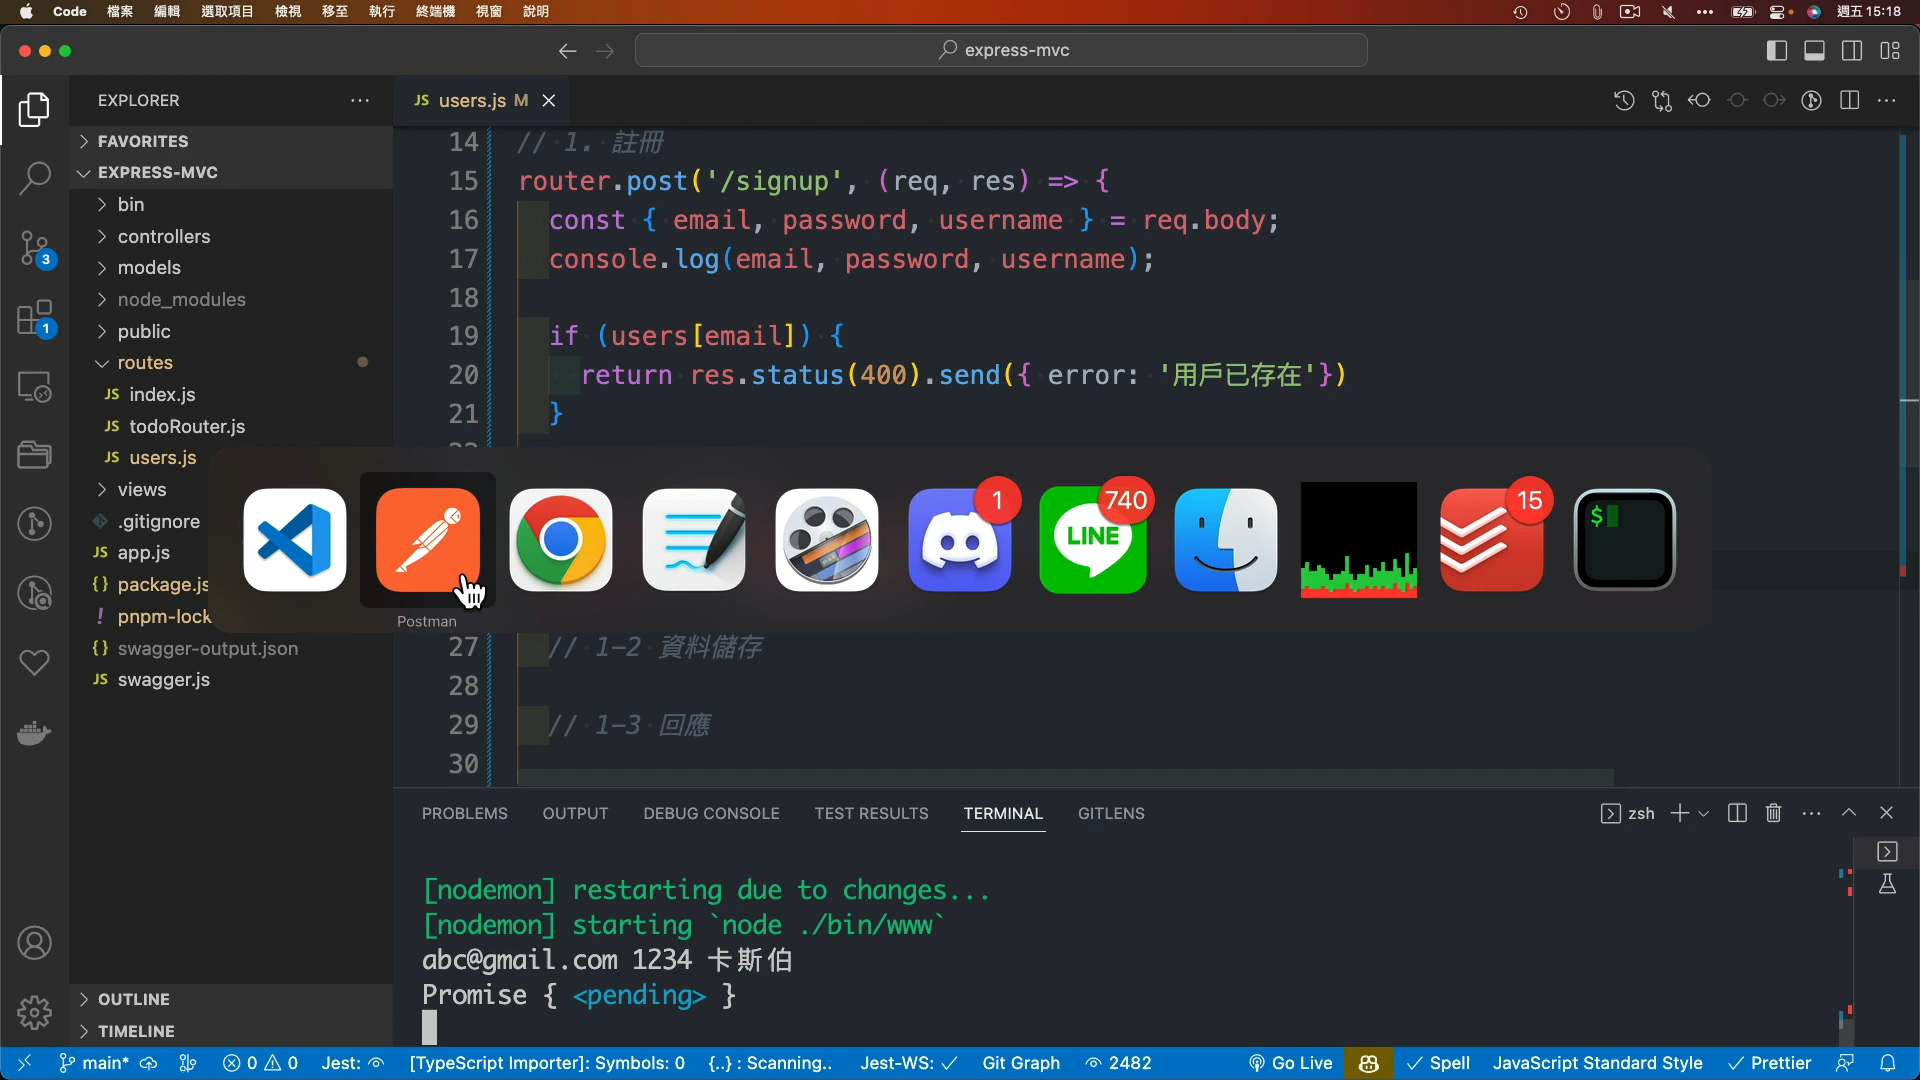 Code 檔案 編輯 選取項目 檢視 移至 執行 終端機 視窗 說明 週五 15:18
express-mvc
EXPLORER
FAVORITES
EXPRESS-MVC
bin
controllers
models
node_modules
public
routes
JS index.js
JS todoRouter.js
JS users.js
views
.gitignore
JS app.js
{} package.js
! pnpm-lock
{} swagger-output.json
JS swagger.js
OUTLINE
TIMELINE
3
1
JS users.js M
14 // 1. 註冊
15 router.post('/signup', (req, res) => {
16 const { email, password, username } = req.body;
17 console.log(email, password, username);
18
19 if (users[email]) {
20 return res.status(400).send({ error: '用戶已存在'})
21 }
1
740
LINE
15
$
Postman
27 // 1-2 資料儲存
28
29 // 1-3 回應
30
PROBLEMS OUTPUT DEBUG CONSOLE TEST RESULTS TERMINAL GITLENS zsh
[nodemon] restarting due to changes...
[nodemon] starting `node ./bin/www`
abc@gmail.com 1234 卡斯伯
Promise { <pending> }
main* 0 0 Jest: [TypeScript Importer]: Symbols: 0 {..} : Scanning.. Jest-WS: Git Graph 2482 Go Live Spell JavaScript Standard Style Prettier